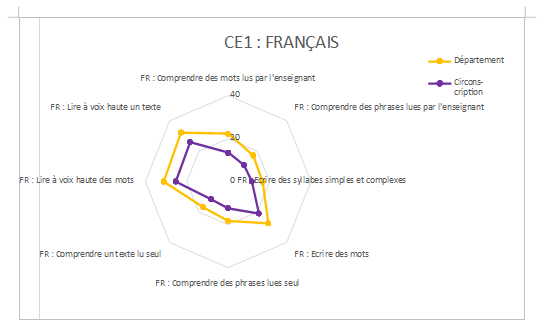 CE1 : FRANÇAIS
Département
Circons-
cription
FR : Comprendre des mots lus par l'enseignant
40
FR : Lire à voix haute un texte
FR : Comprendre des phrases lues par l'enseignant
20
FR : Lire à voix haute des mots
0
FR : Ecrire des syllabes simples et complexes
FR : Comprendre un texte lu seul
FR : Ecrire des mots
FR : Comprendre des phrases lues seul